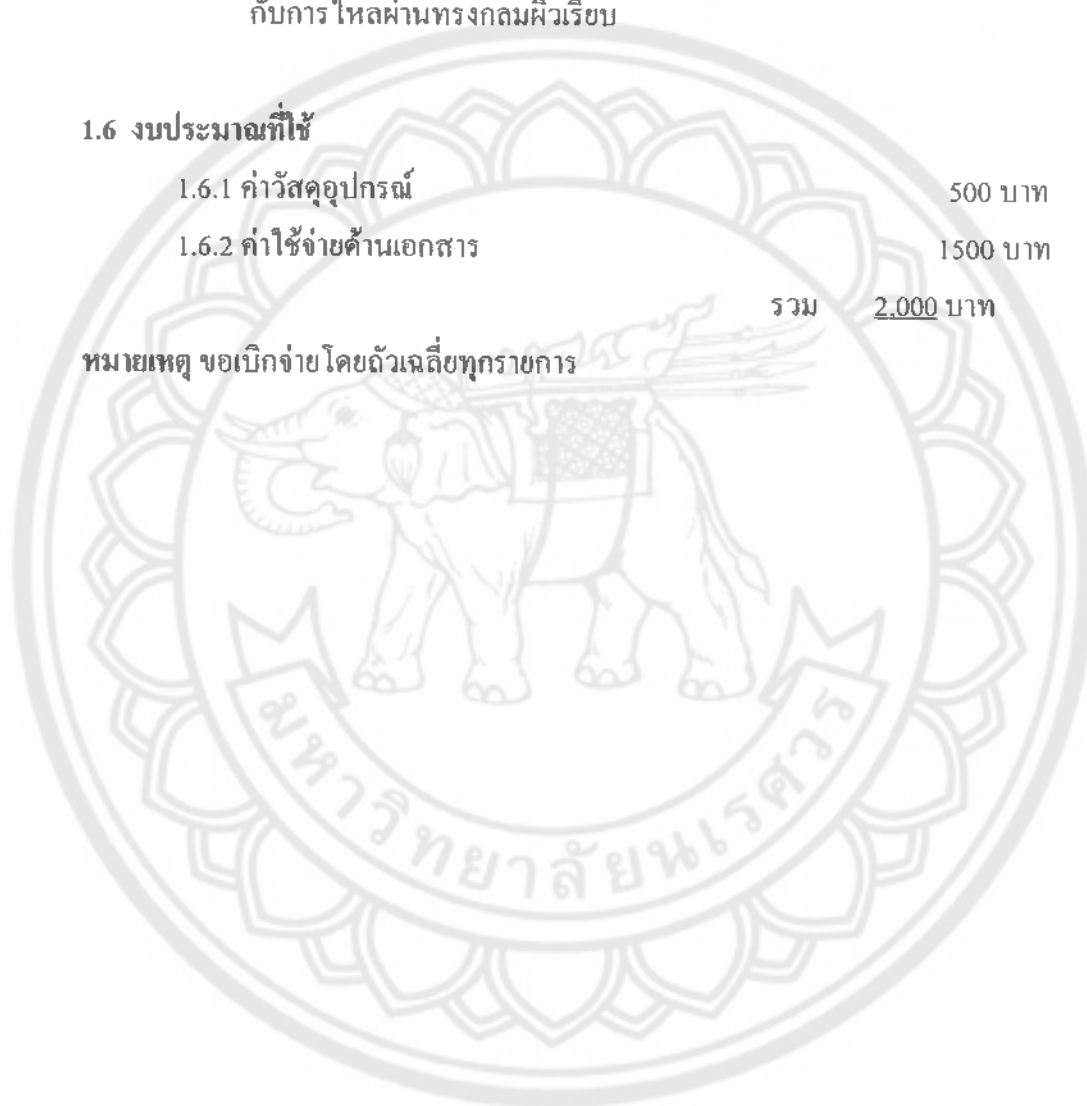 กับการไหลผ่านทรงกลมผิวเรียบ
1.6 งบประมาณที่ใช้
1.6.1 ค่าวัสดุอุปกรณ์ 500 บาท
1.6.2 ค่าใช้จ่ายด้านเอกสาร 1500 บาท
รวม 2,000 บาท
หมายเหตุ ขอเบิกจ่ายโดยถัวเฉลี่ยทุกรายการ
มหาวิทยาลัยนเรศวร